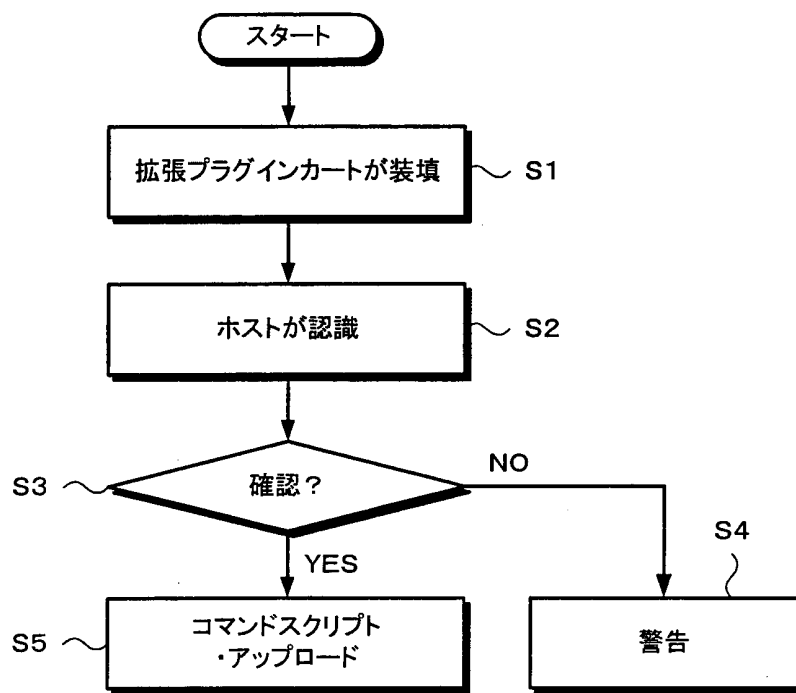 スタート
拡張プラグインカートが装填
S1
ホストが認識
S2
S3
確認？
NO
YES
S4
S5
コマンドスクリプト
・アップロード
警告